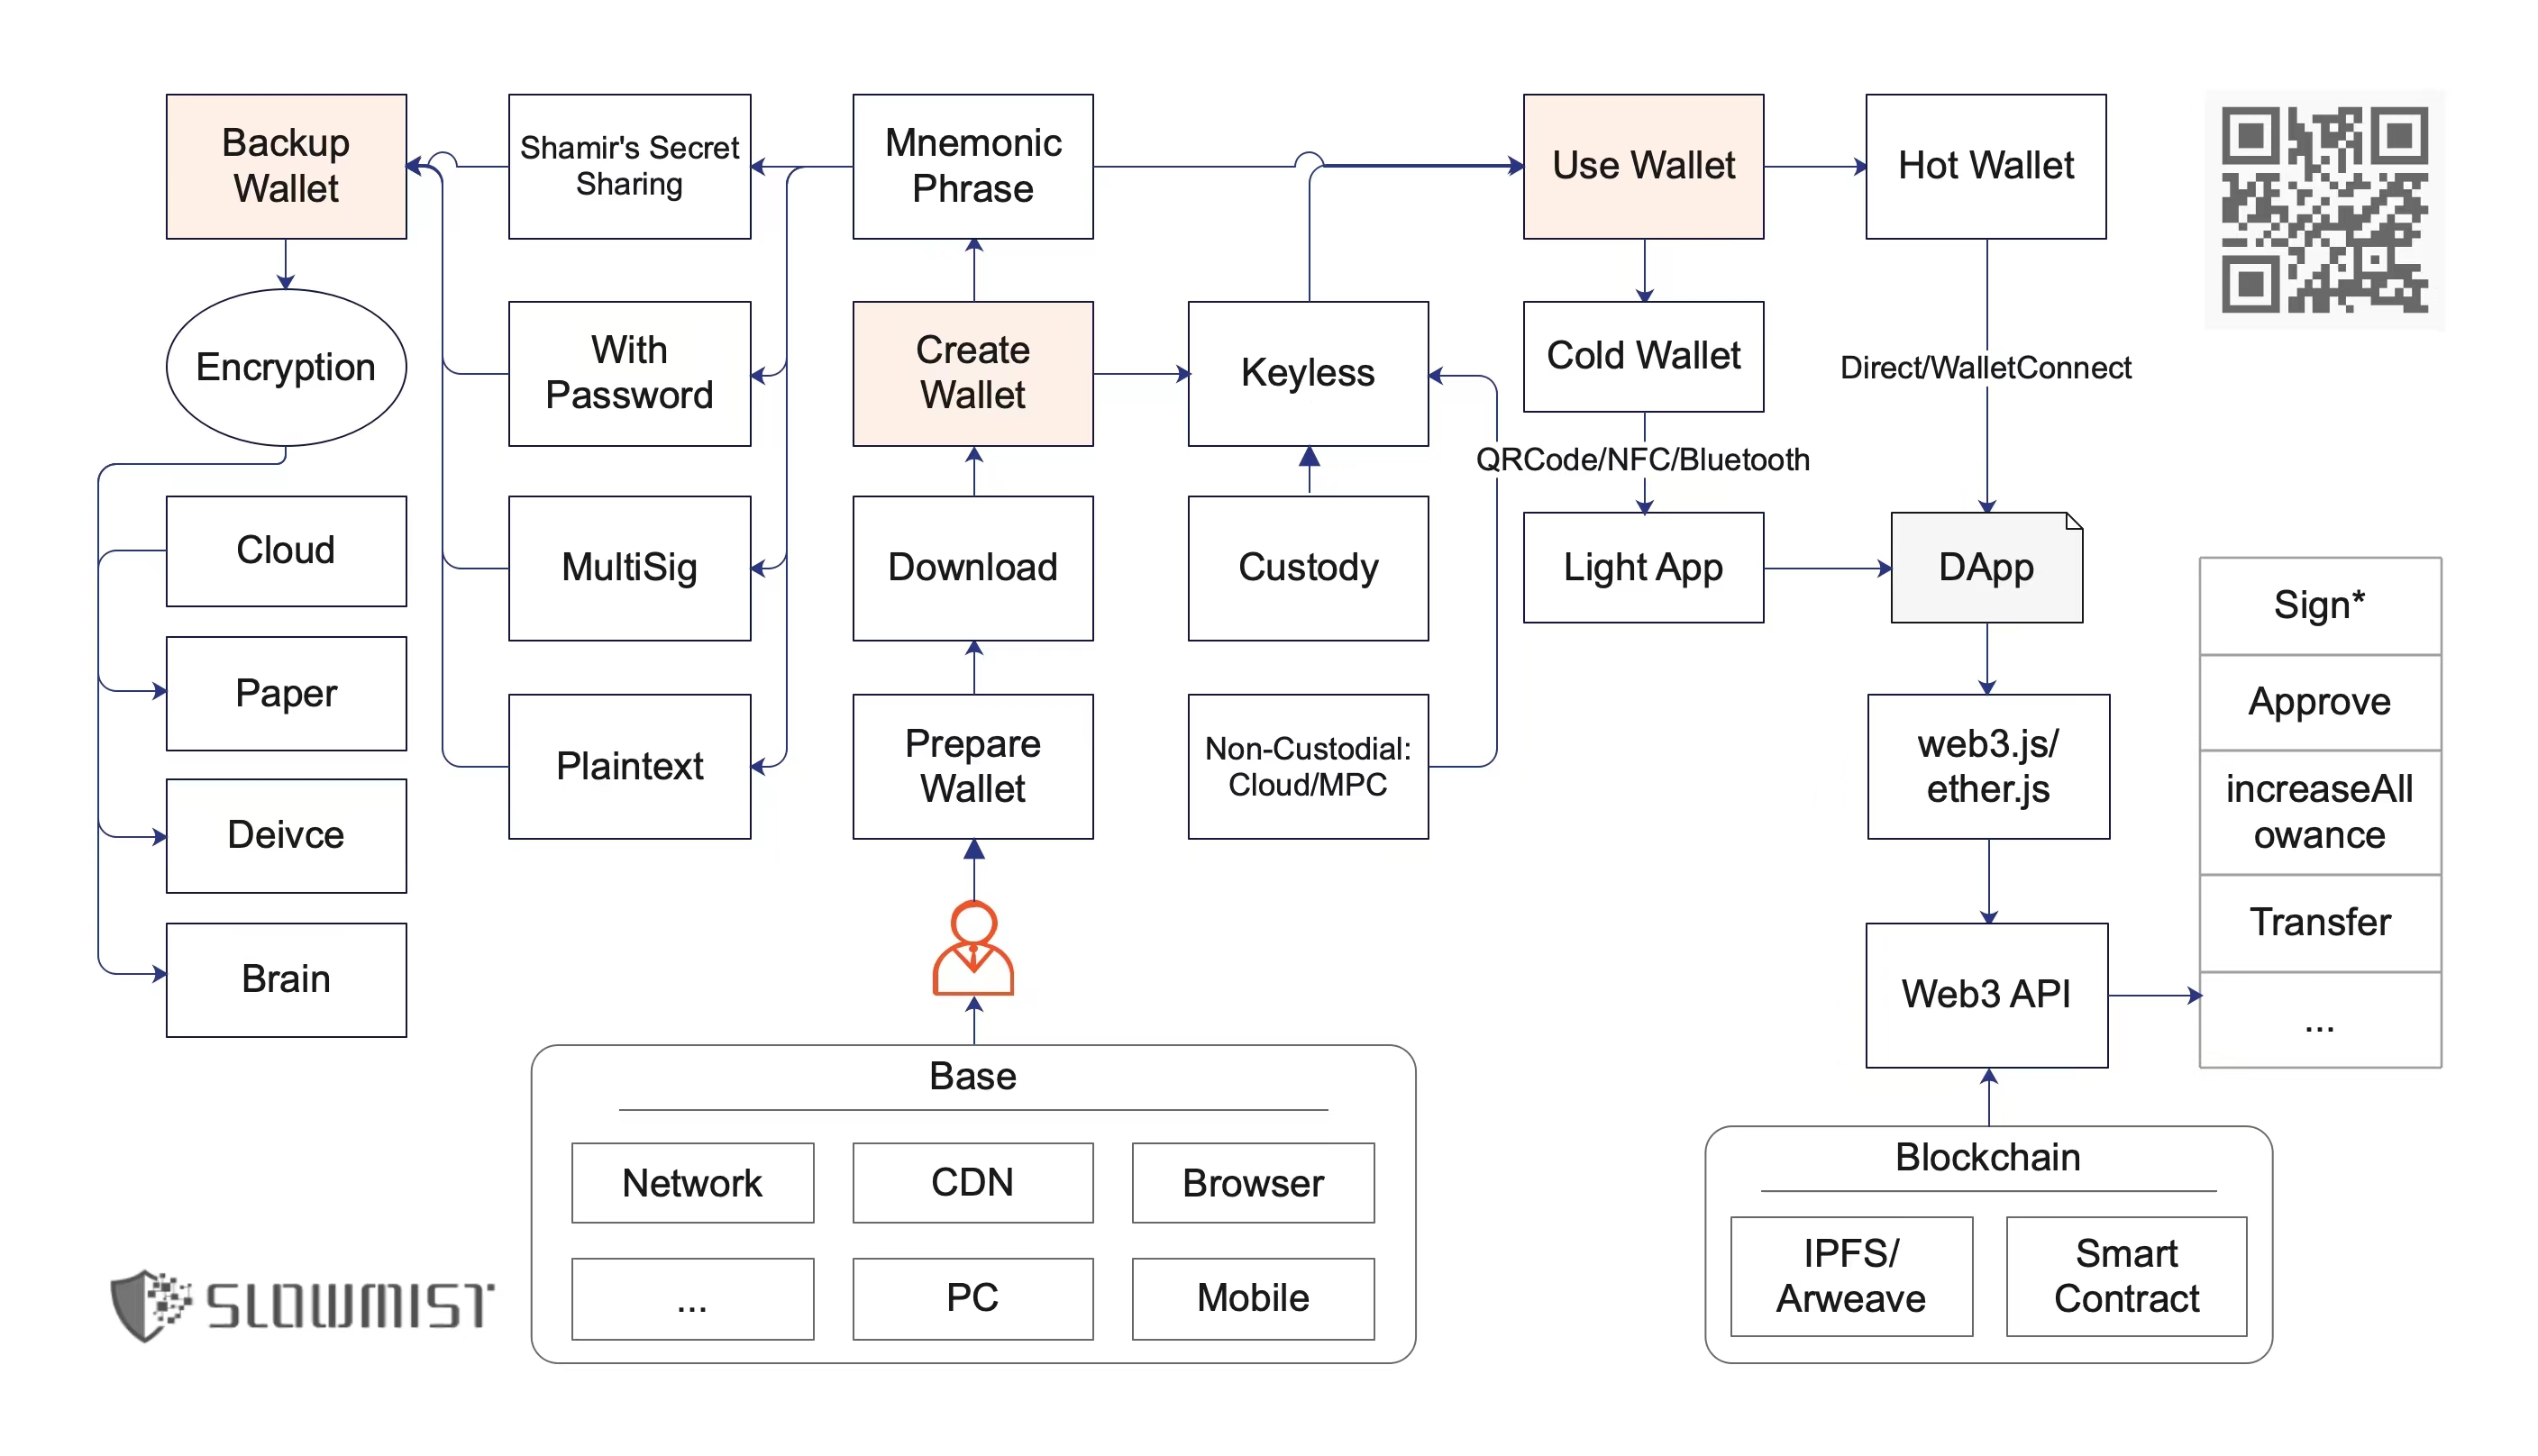 Backup
Wallet
Shamir's Secret
Sharing
Mnemonic
Phrase
Use Wallet
Hot Wallet
Encryption
With
Password
Create
Wallet
Keyless
Cold Wallet
Direct/WalletConnect
QRCode/NFC/Bluetooth
Cloud
MultiSig
Download
Custody
Light App
DApp
Sign*
Paper
Plaintext
Prepare
Wallet
Non-Custodial:
Cloud/MPC
web3.js/
ether.js
Approve
increaseAll
owance
Deivce
Transfer
Brain
Web3 API
...
Base
Network
CDN
Browser
...
PC
Mobile
Blockchain
IPFS/
Arweave
Smart
Contract
SLOWMIST